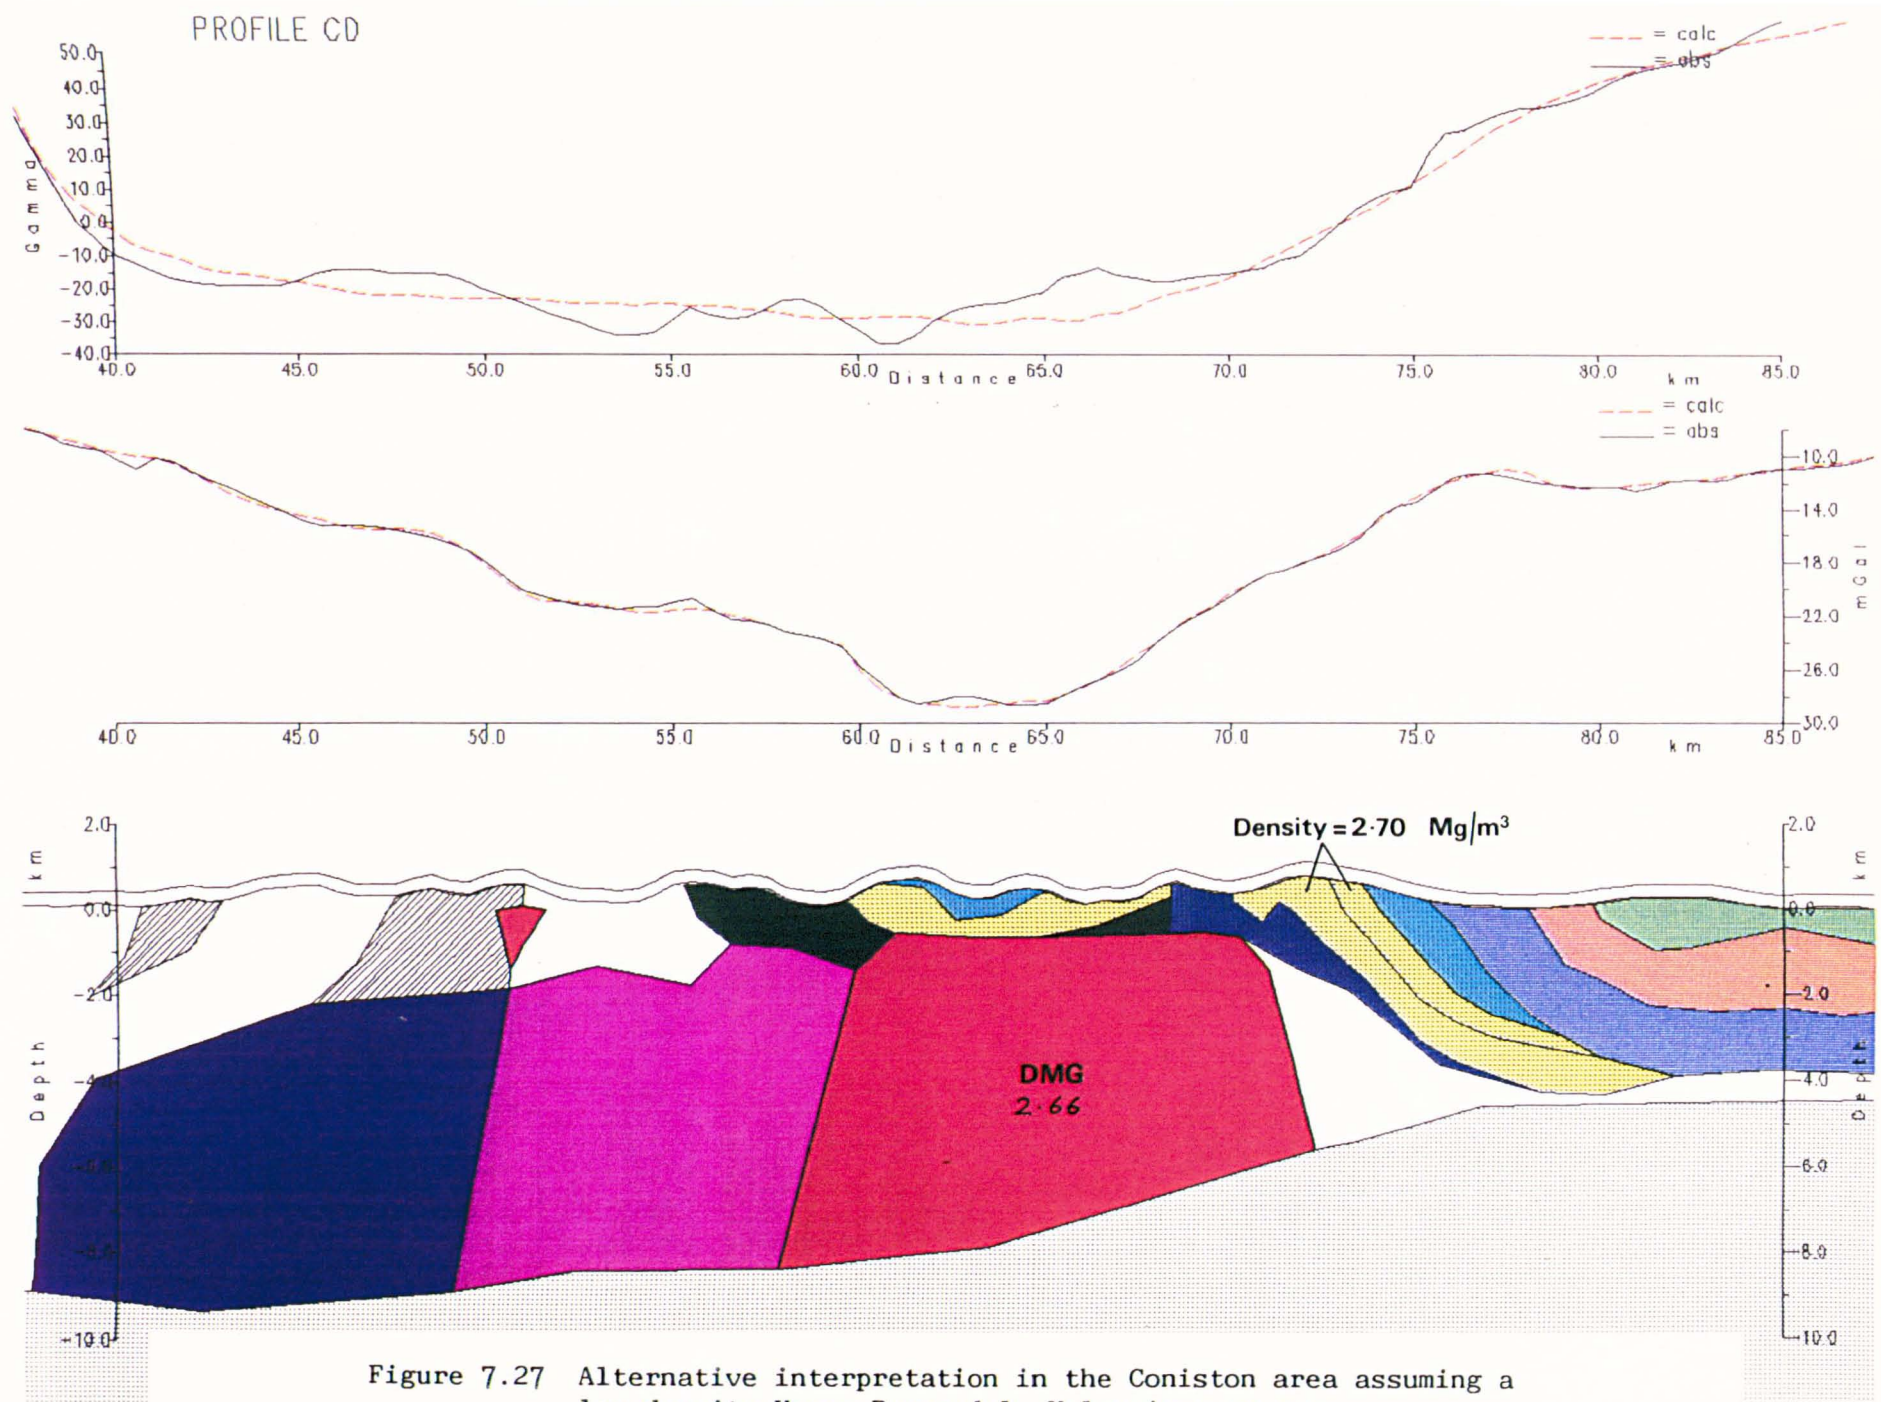 PROFILE CD
= calc
= obs
50.0
40.0
30.0
20.0
10.0
0.0
-10.0
-20.0
-30.0
-40.0
Gamma
40.0 45.0 50.0 55.0 60.0 Distance 65.0 70.0 75.0 80.0 km 85.0
= calc
= obs
-10.0
-14.0
-18.0
-22.0
-26.0
-30.0
mGal
40.0 45.0 50.0 55.0 60.0 Distance 65.0 70.0 75.0 80.0 km 85.0
Density = 2·70 Mg/m³
2.0
0.0
-2.0
-4.0
-6.0
-8.0
-10.0
km
Depth
DMG
2·66
2.0
0.0
-2.0
-4.0
-6.0
-8.0
-10.0
km
Depth
Figure 7.27 Alternative interpretation in the Coniston area assuming a